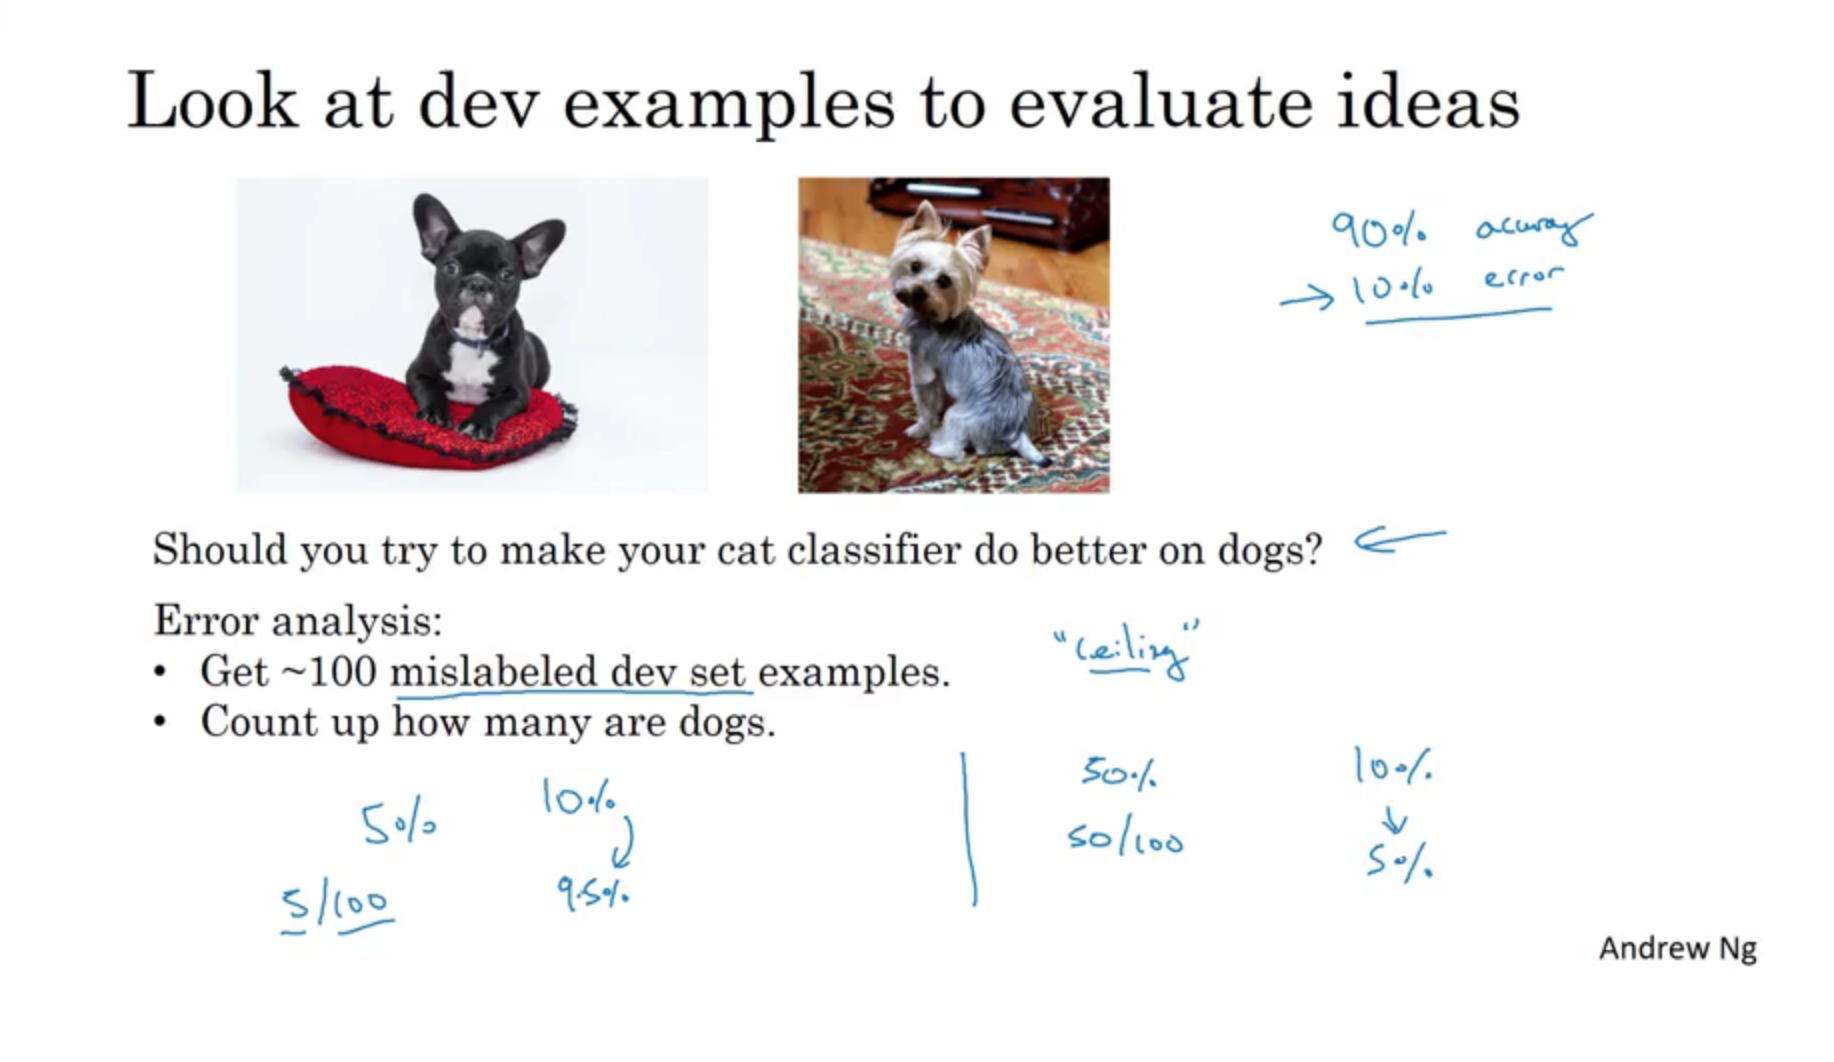 Look at dev examples to evaluate ideas
90% accuracy
→ 10% error
Should you try to make your cat classifier do better on dogs? ←
Error analysis:
• Get ~100 mislabeled dev set examples.
"ceiling"
• Count up how many are dogs.
5% 10%
5/100 9.5%
50% 10%
50/100 5%
Andrew Ng